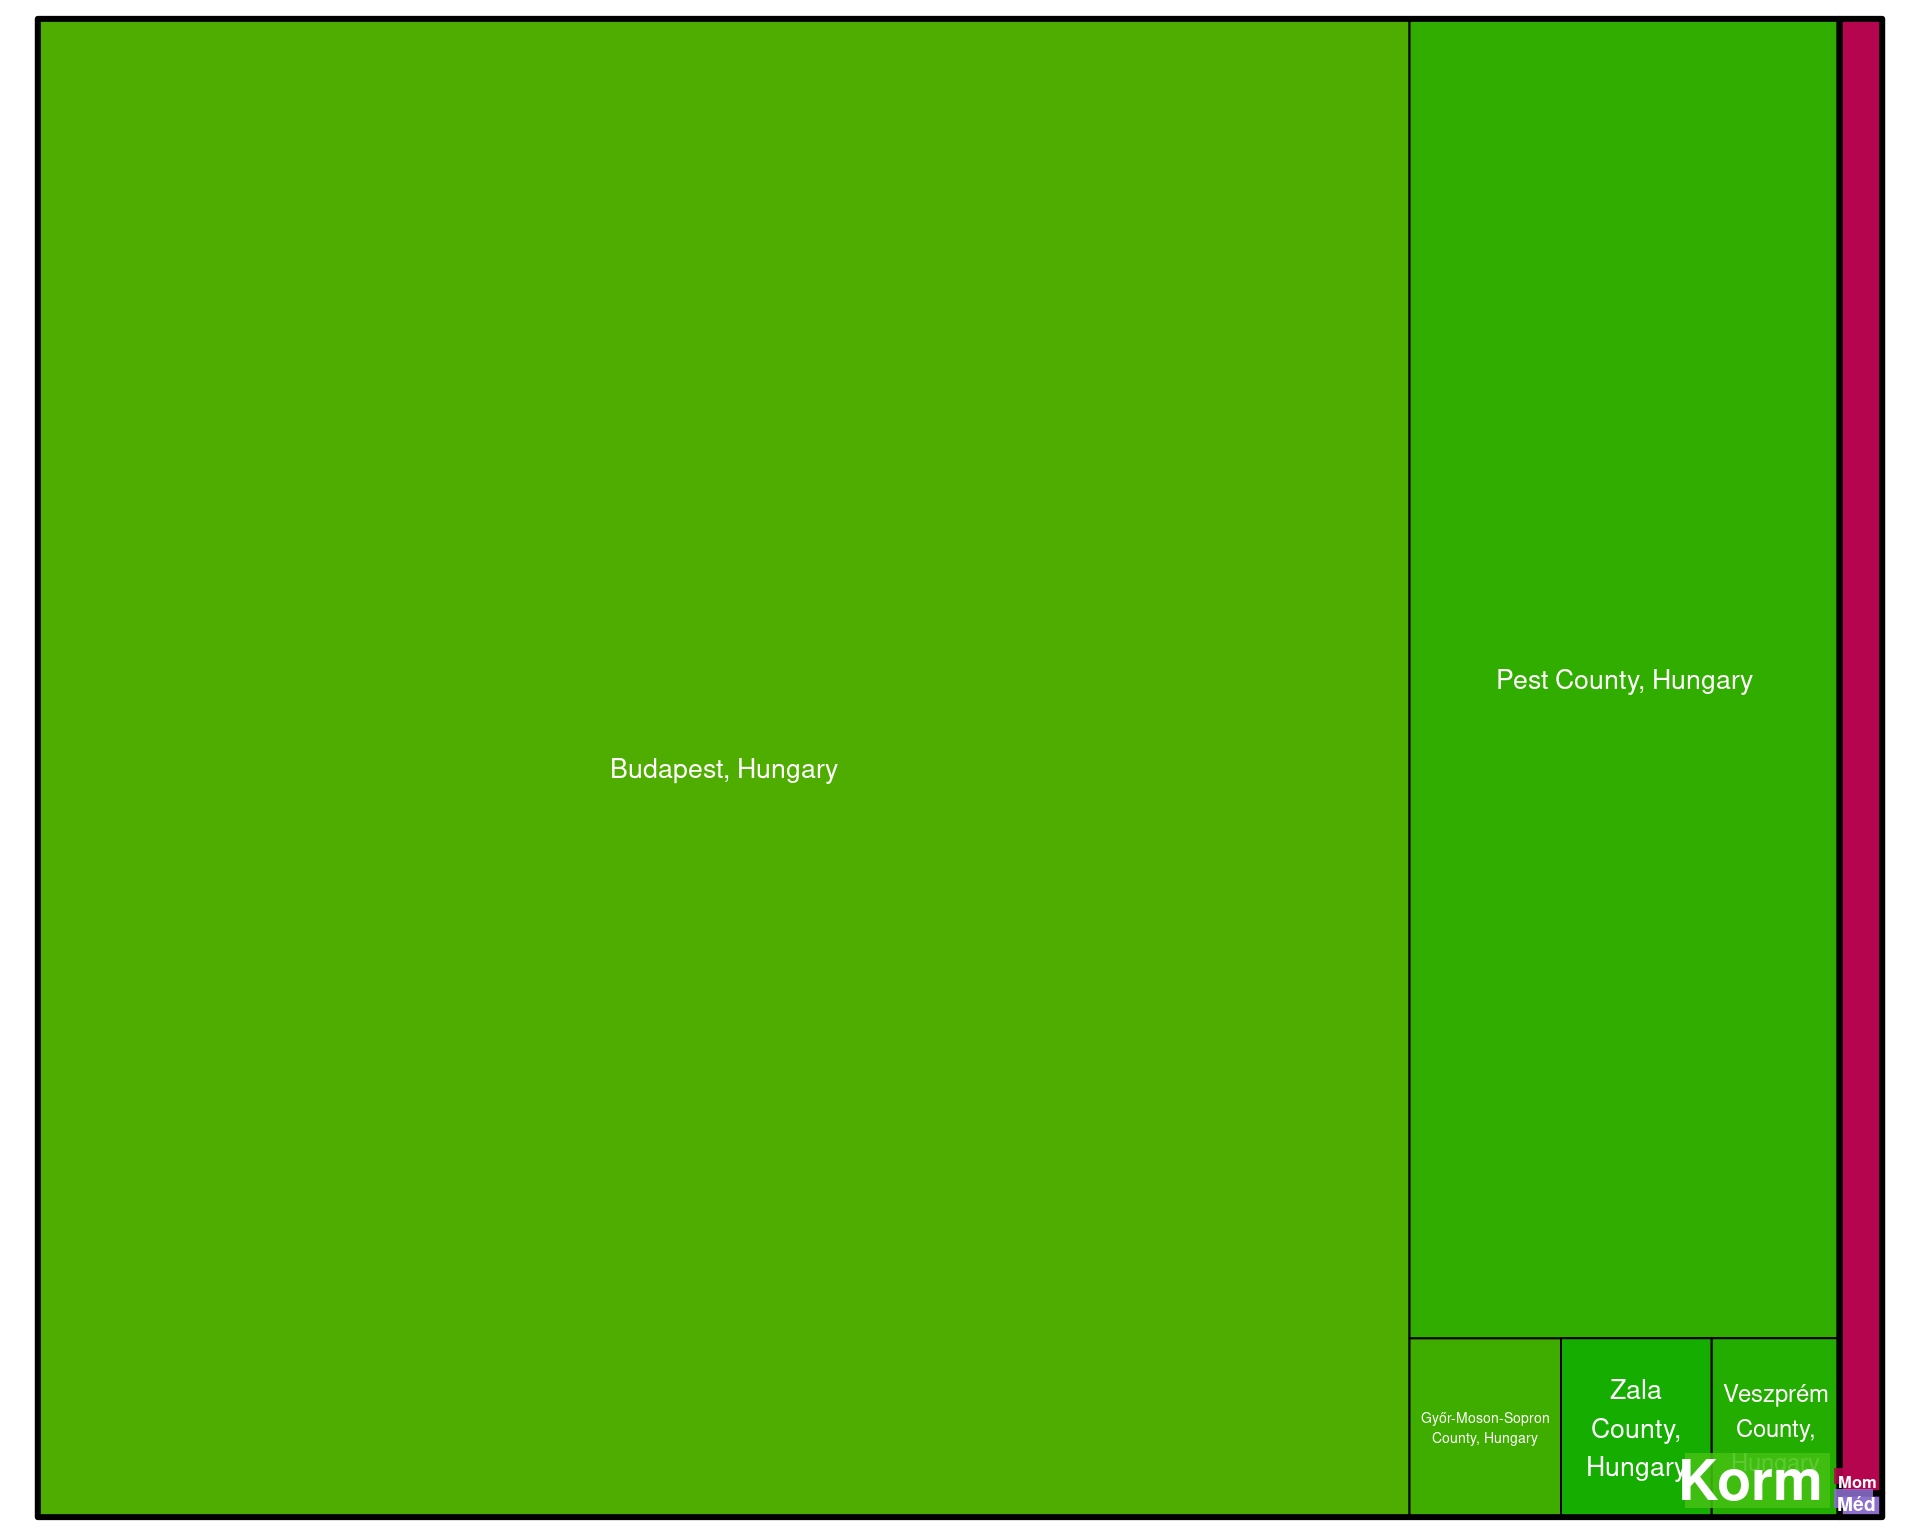 Budapest, Hungary
Pest County, Hungary
Győr-Moson-Sopron
County, Hungary
Zala
County,
Hungary
Veszprém
County,
Hungary
Korm
Mom
Méd